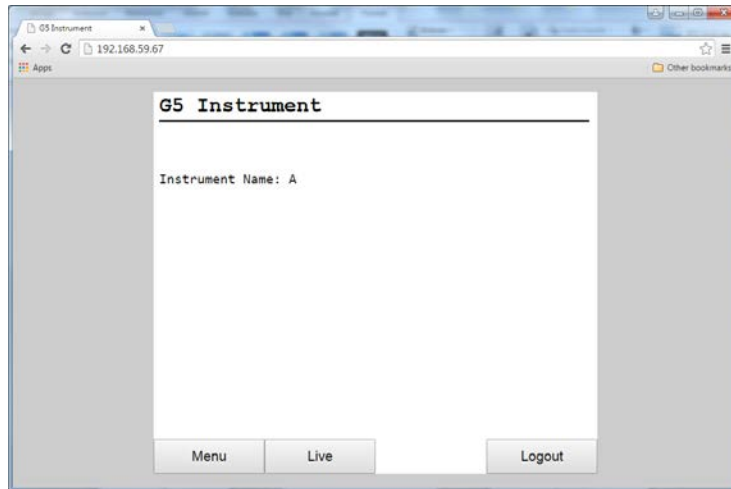 G5 Instrument
192.168.59.67
Apps
Other bookmarks
G5 Instrument
Instrument Name: A
Menu
Live
Logout